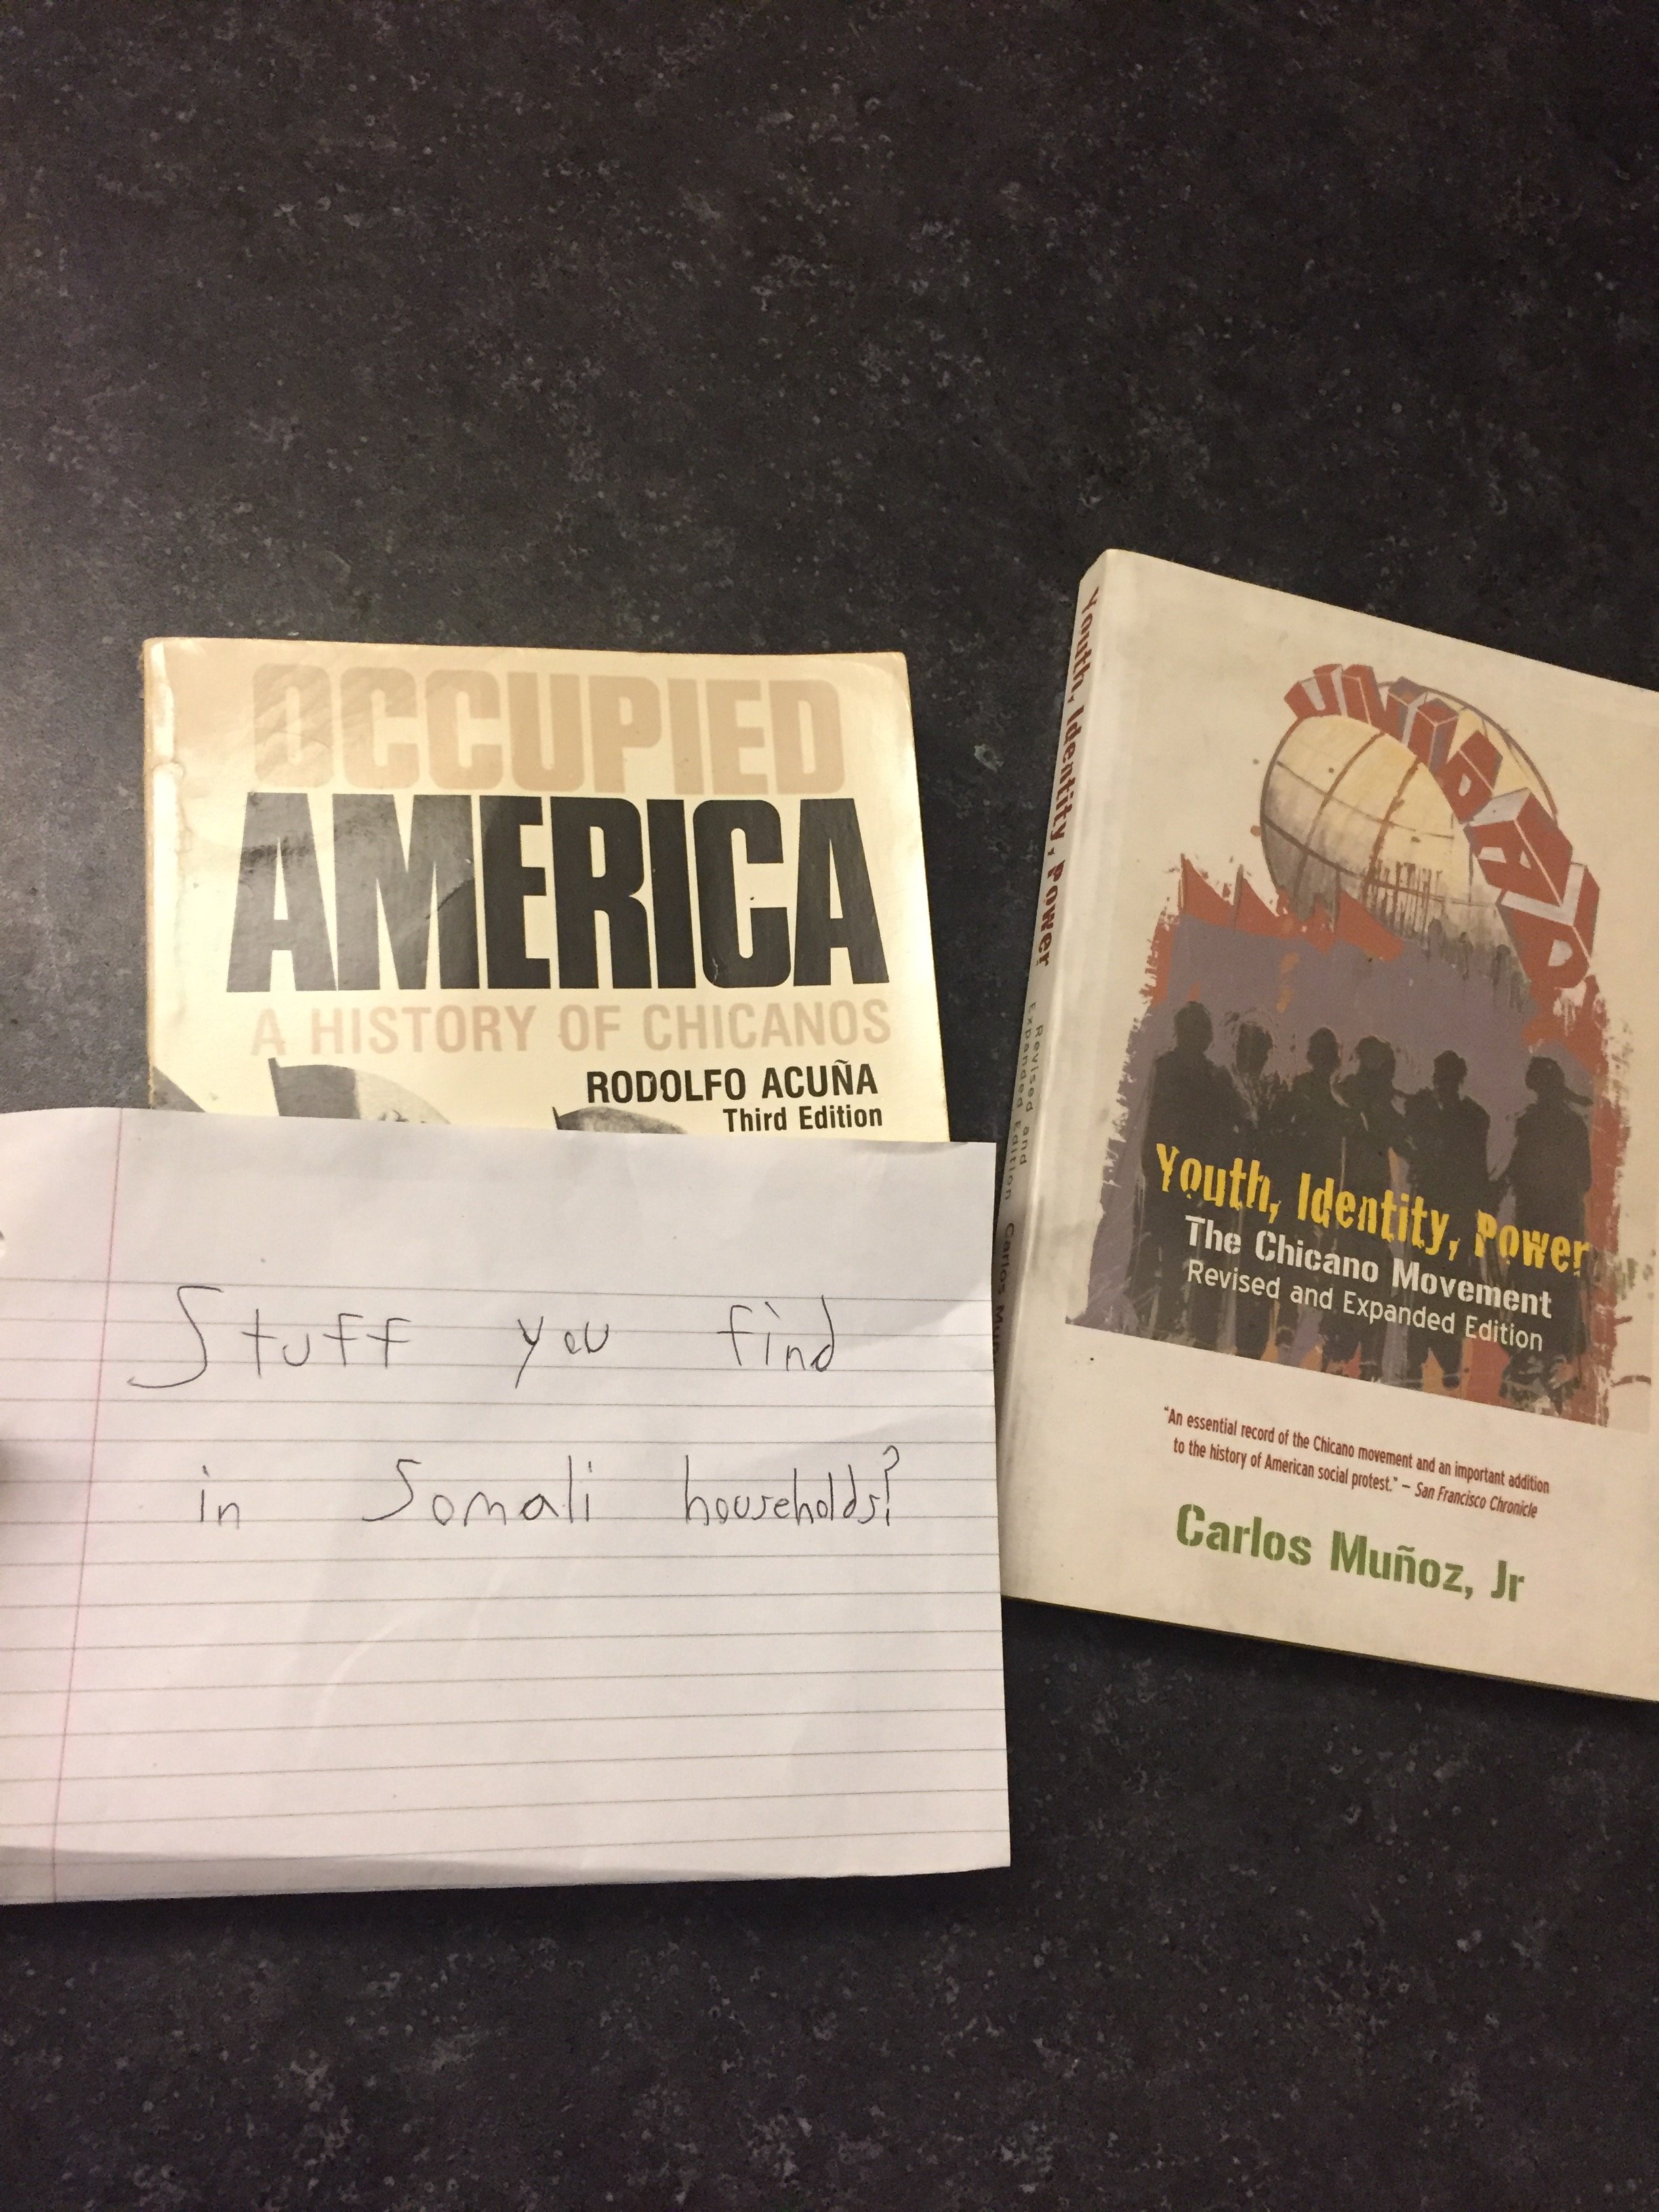 OCCUPIED
AMERICA
A HISTORY OF CHICANOS
RODOLFO ACUÑA
Third Edition
Stuff you find
in Somali households?
Youth, Identity, Power
Revised and
Expanded Edition
Carlos
UNIDAD
Youth, Identity, Power
The Chicano Movement
Revised and Expanded Edition
"An essential record of the Chicano movement and an important addition
to the history of American social protest." – San Francisco Chronicle
Carlos Muñoz, Jr